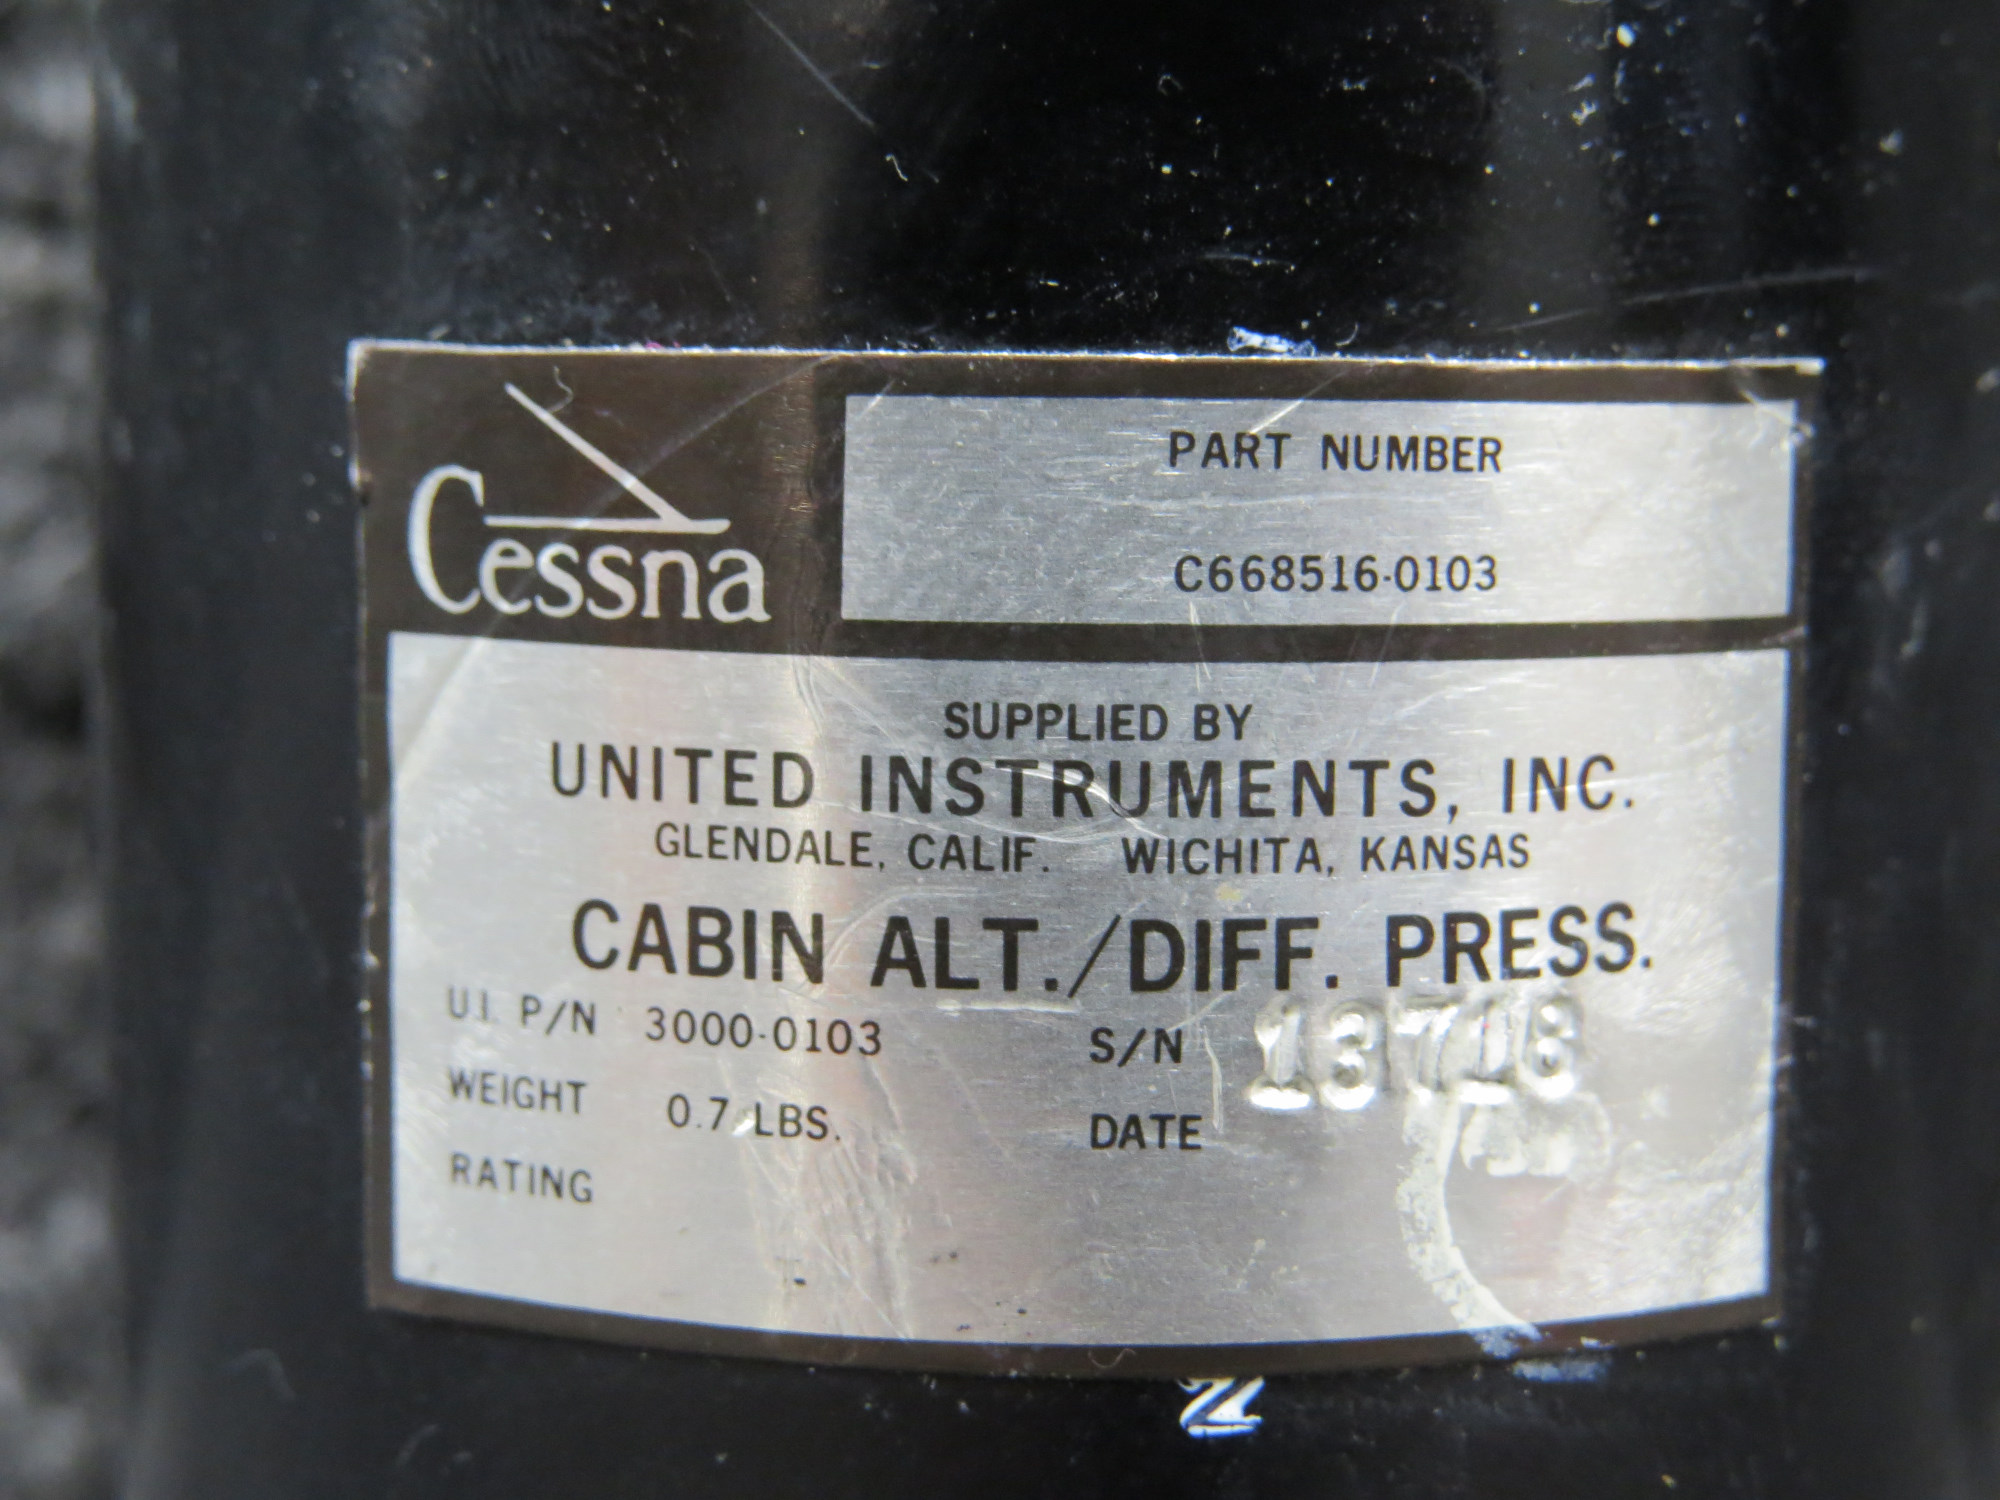 Cessna
PART NUMBER
C668516-0103
SUPPLIED BY
UNITED INSTRUMENTS, INC.
GLENDALE, CALIF. WICHITA, KANSAS
CABIN ALT./DIFF. PRESS.
U.I. P/N 3000-0103 S/N 13718
WEIGHT 0.7 LBS. DATE
RATING